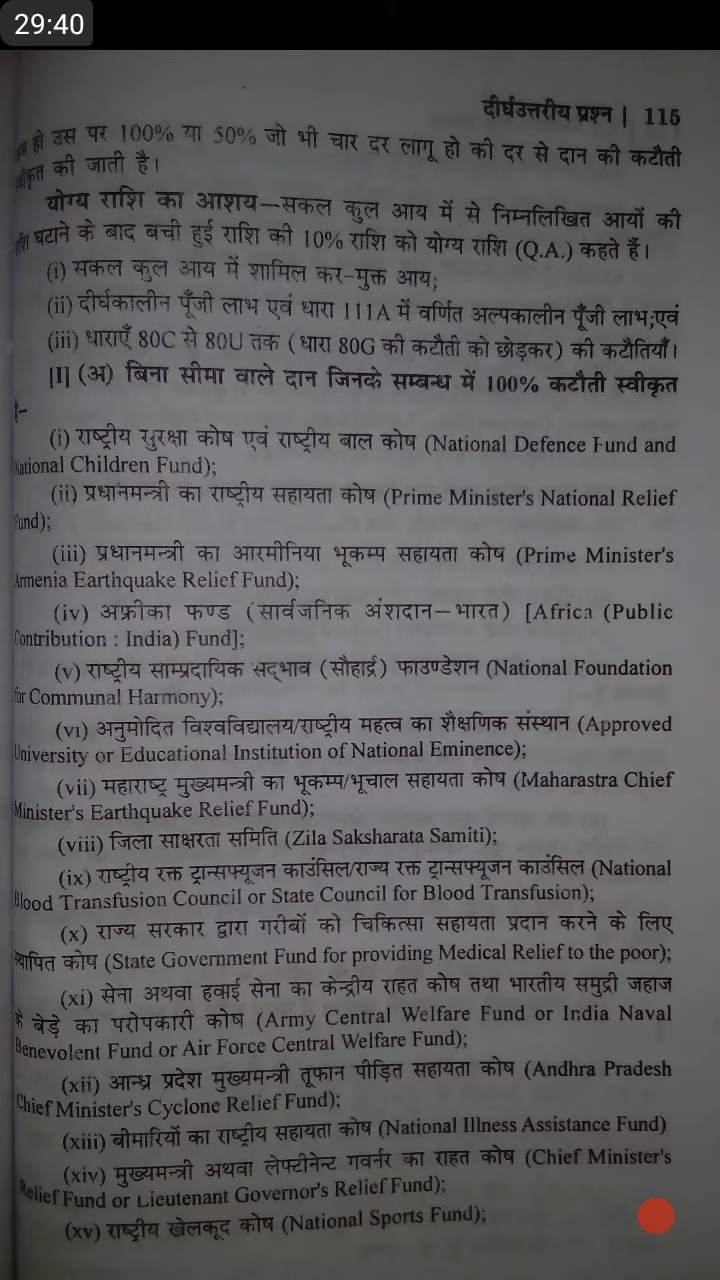 29:40
दीर्घउत्तरीय प्रश्न | 115
हो उस पर 100% या 50% जो भी चार दर लागू हो की दर से दान की कटौती
की जाती है।
योग्य राशि का आशय—सकल कुल आय में से निम्नलिखित आयों की
घटाने के बाद बची हुई राशि की 10% राशि को योग्य राशि (Q.A.) कहते हैं।
(i) सकल कुल आय में शामिल कर-मुक्त आय;
(ii) दीर्घकालीन पूँजी लाभ एवं धारा 111A में वर्णित अल्पकालीन पूँजी लाभ;एवं
(iii) धाराएँ 80C से 80U तक (धारा 80G की कटौती को छोड़कर) की कटौतियाँ।
[I] (अ) बिना सीमा वाले दान जिनके सम्बन्ध में 100% कटौती स्वीकृत
(i) राष्ट्रीय सुरक्षा कोष एवं राष्ट्रीय बाल कोष (National Defence Fund and
National Children Fund);
(ii) प्रधानमन्त्री का राष्ट्रीय सहायता कोष (Prime Minister's National Relief
Fund);
(iii) प्रधानमन्त्री का आरमीनिया भूकम्प सहायता कोष (Prime Minister's
Armenia Earthquake Relief Fund);
(iv) अफ्रीका फण्ड (सार्वजनिक अंशदान—भारत) [Africa (Public
Contribution : India) Fund];
(v) राष्ट्रीय साम्प्रदायिक सद्भाव (सौहार्द्र) फाउण्डेशन (National Foundation
for Communal Harmony);
(vi) अनुमोदित विश्वविद्यालय/राष्ट्रीय महत्व का शैक्षणिक संस्थान (Approved
University or Educational Institution of National Eminence);
(vii) महाराष्ट्र मुख्यमन्त्री का भूकम्प/भूचाल सहायता कोष (Maharastra Chief
Minister's Earthquake Relief Fund);
(viii) जिला साक्षरता समिति (Zila Saksharata Samiti);
(ix) राष्ट्रीय रक्त ट्रान्सफ्यूजन काउंसिल/राज्य रक्त ट्रान्सफ्यूजन काउंसिल (National
Blood Transfusion Council or State Council for Blood Transfusion);
(x) राज्य सरकार द्वारा गरीबों को चिकित्सा सहायता प्रदान करने के लिए
स्थापित कोष (State Government Fund for providing Medical Relief to the poor);
(xi) सेना अथवा हवाई सेना का केन्द्रीय राहत कोष तथा भारतीय समुद्री जहाज
के बेड़े का परोपकारी कोष (Army Central Welfare Fund or India Naval
Benevolent Fund or Air Force Central Welfare Fund);
(xii) आन्ध्र प्रदेश मुख्यमन्त्री तूफान पीड़ित सहायता कोष (Andhra Pradesh
Chief Minister's Cyclone Relief Fund);
(xiii) बीमारियों का राष्ट्रीय सहायता कोष (National Illness Assistance Fund)
(xiv) मुख्यमन्त्री अथवा लेफ्टीनेन्ट गवर्नर का राहत कोष (Chief Minister's
Relief Fund or Lieutenant Governor's Relief Fund);
(xv) राष्ट्रीय खेलकूद कोष (National Sports Fund);